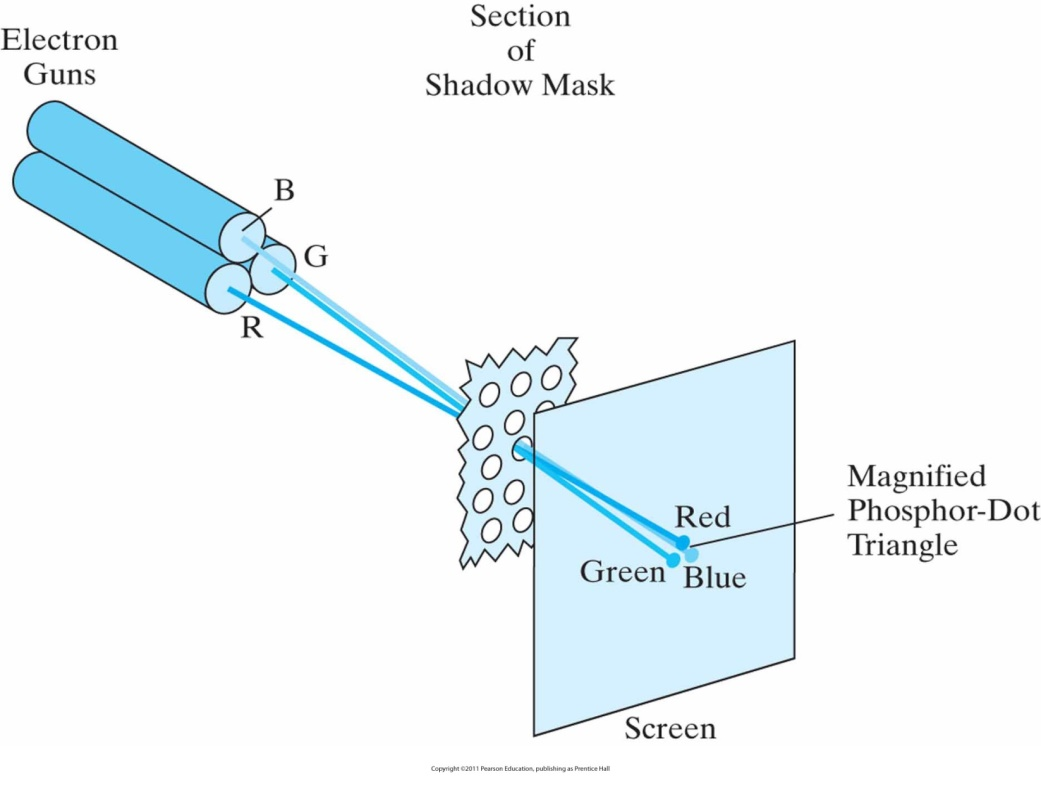 Section
of
Shadow Mask
Electron
Guns
B
G
R
Magnified
Phosphor-Dot
Triangle
Red
Green
Blue
Screen
Copyright ©2011 Pearson Education, publishing as Prentice Hall